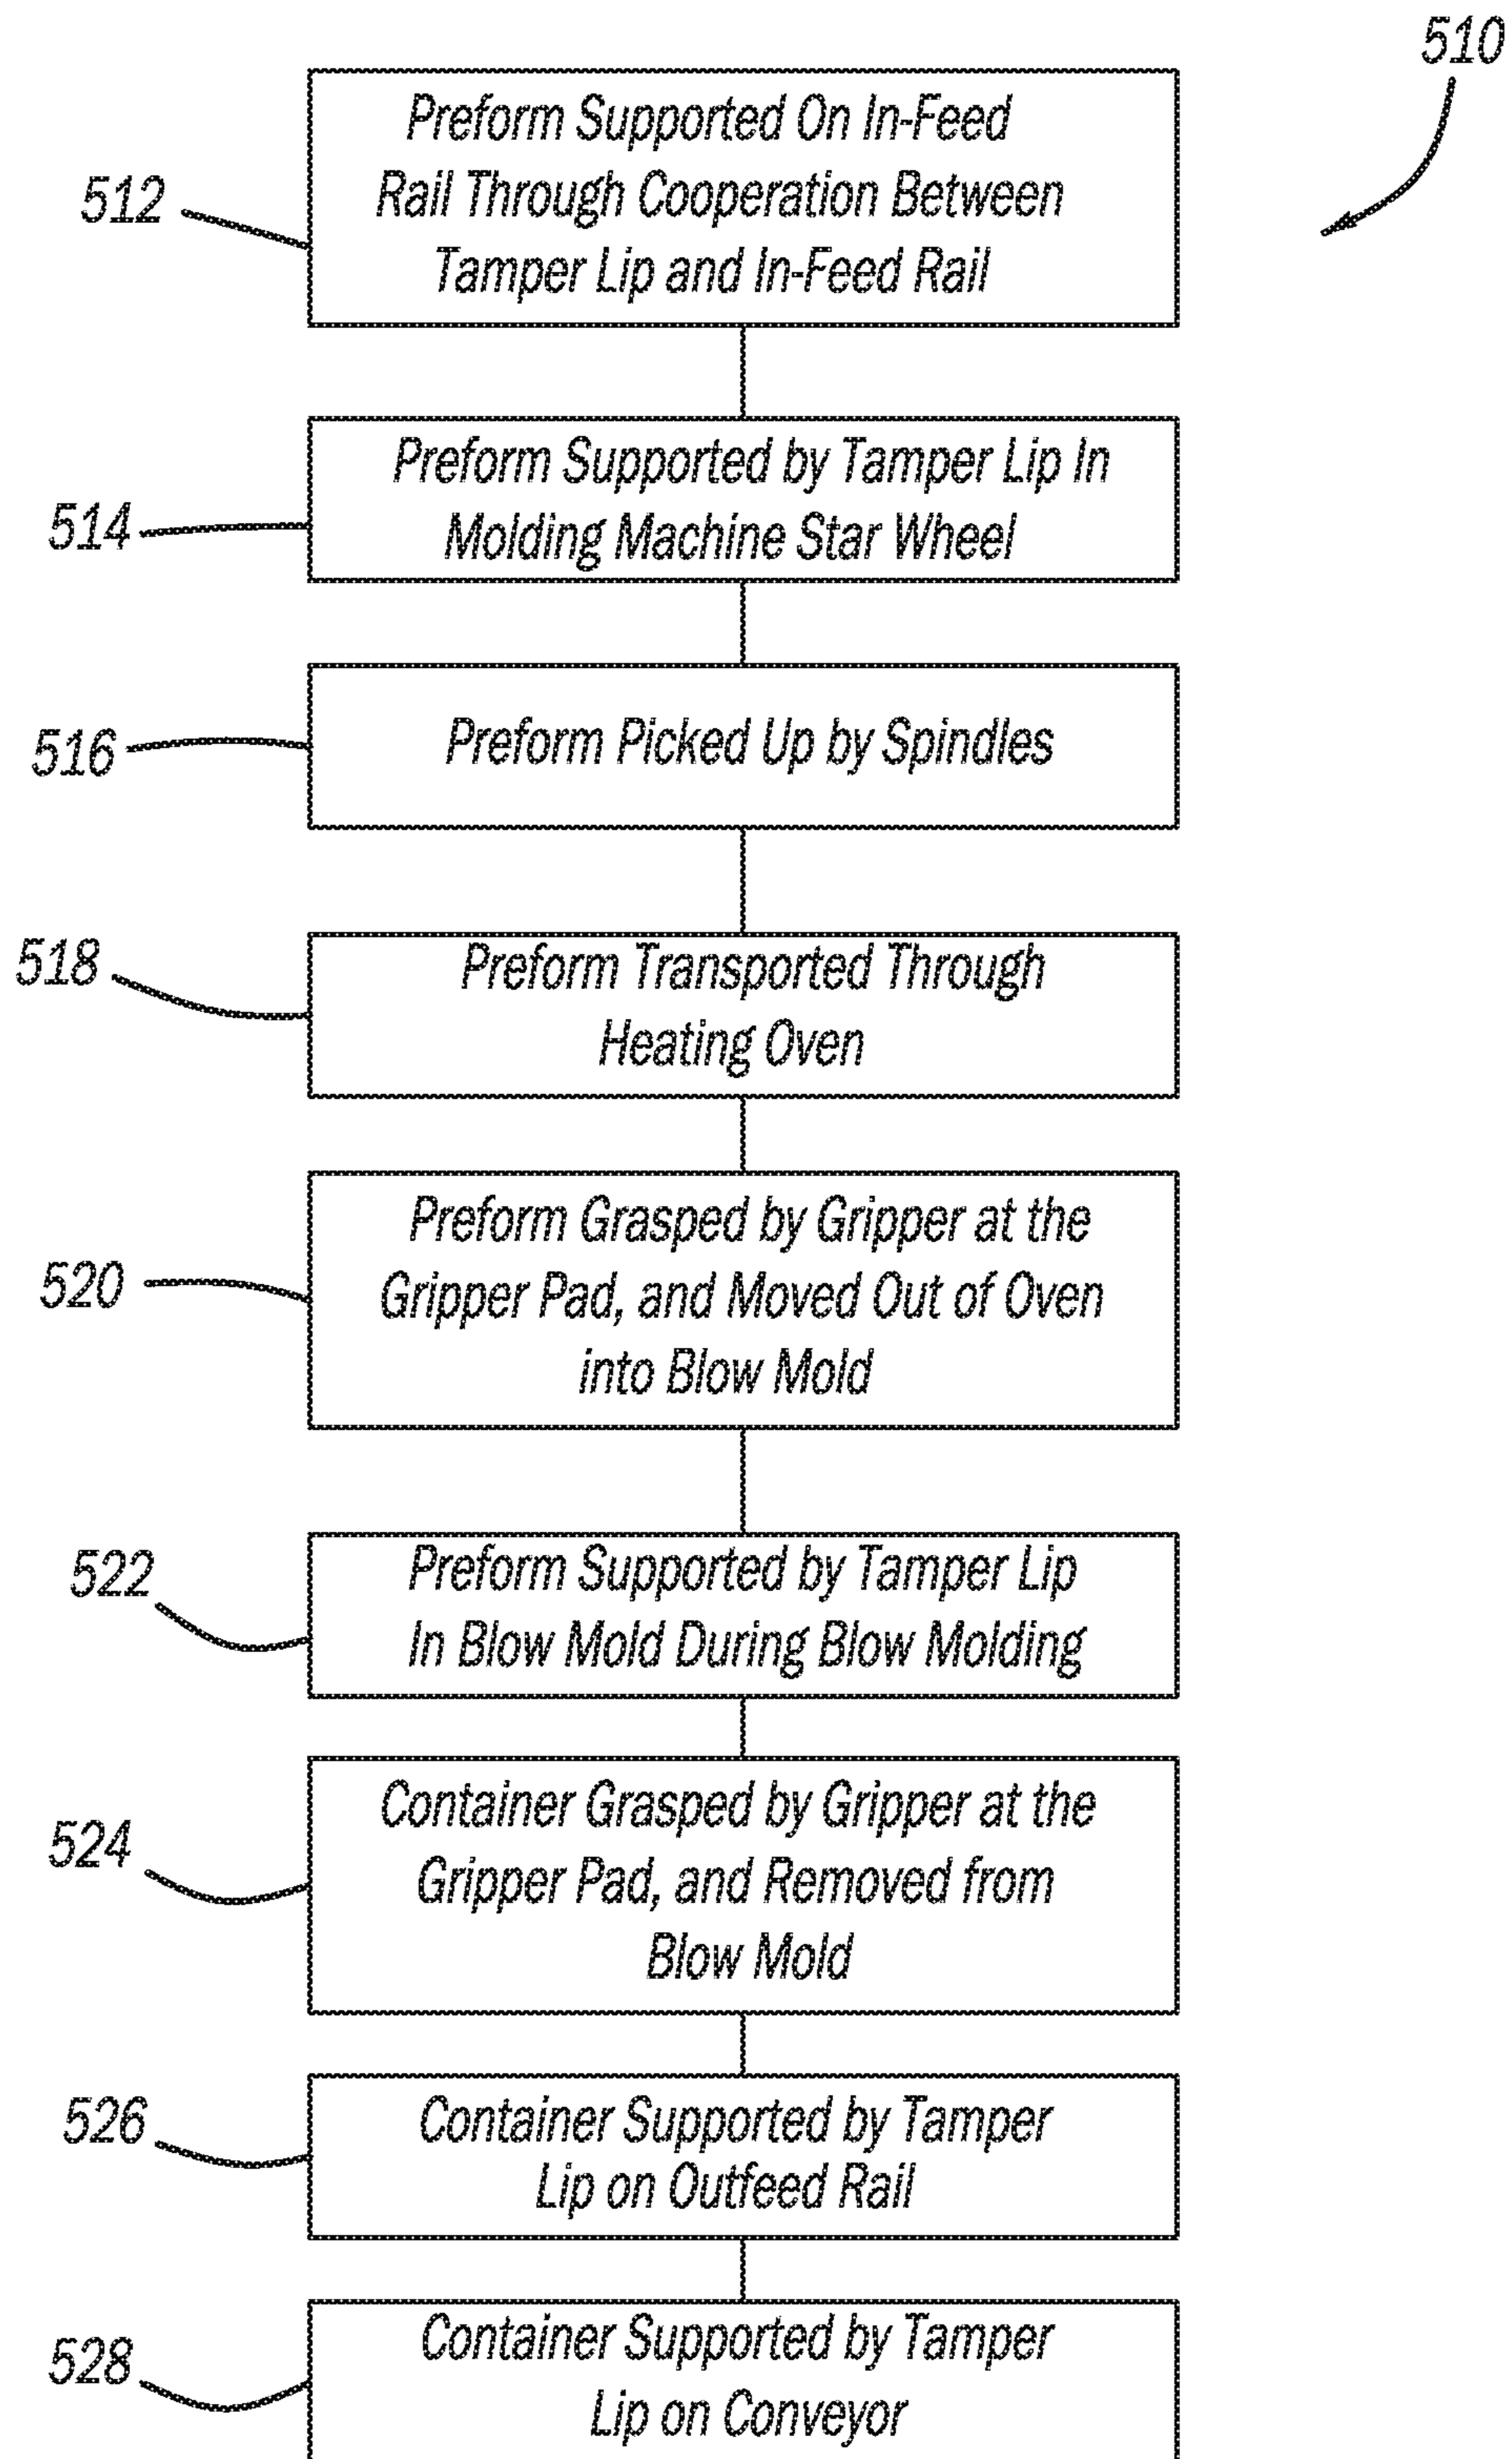 510
Preform Supported On In-Feed
Rail Through Cooperation Between
Tamper Lip and In-Feed Rail
512
Preform Supported by Tamper Lip In
Molding Machine Star Wheel
514
Preform Picked Up by Spindles
516
Preform Transported Through
Heating Oven
518
Preform Grasped by Gripper at the
Gripper Pad, and Moved Out of Oven
into Blow Mold
520
Preform Supported by Tamper Lip
In Blow Mold During Blow Molding
522
Container Grasped by Gripper at the
Gripper Pad, and Removed from
Blow Mold
524
Container Supported by Tamper
Lip on Outfeed Rail
526
Container Supported by Tamper
Lip on Conveyor
528